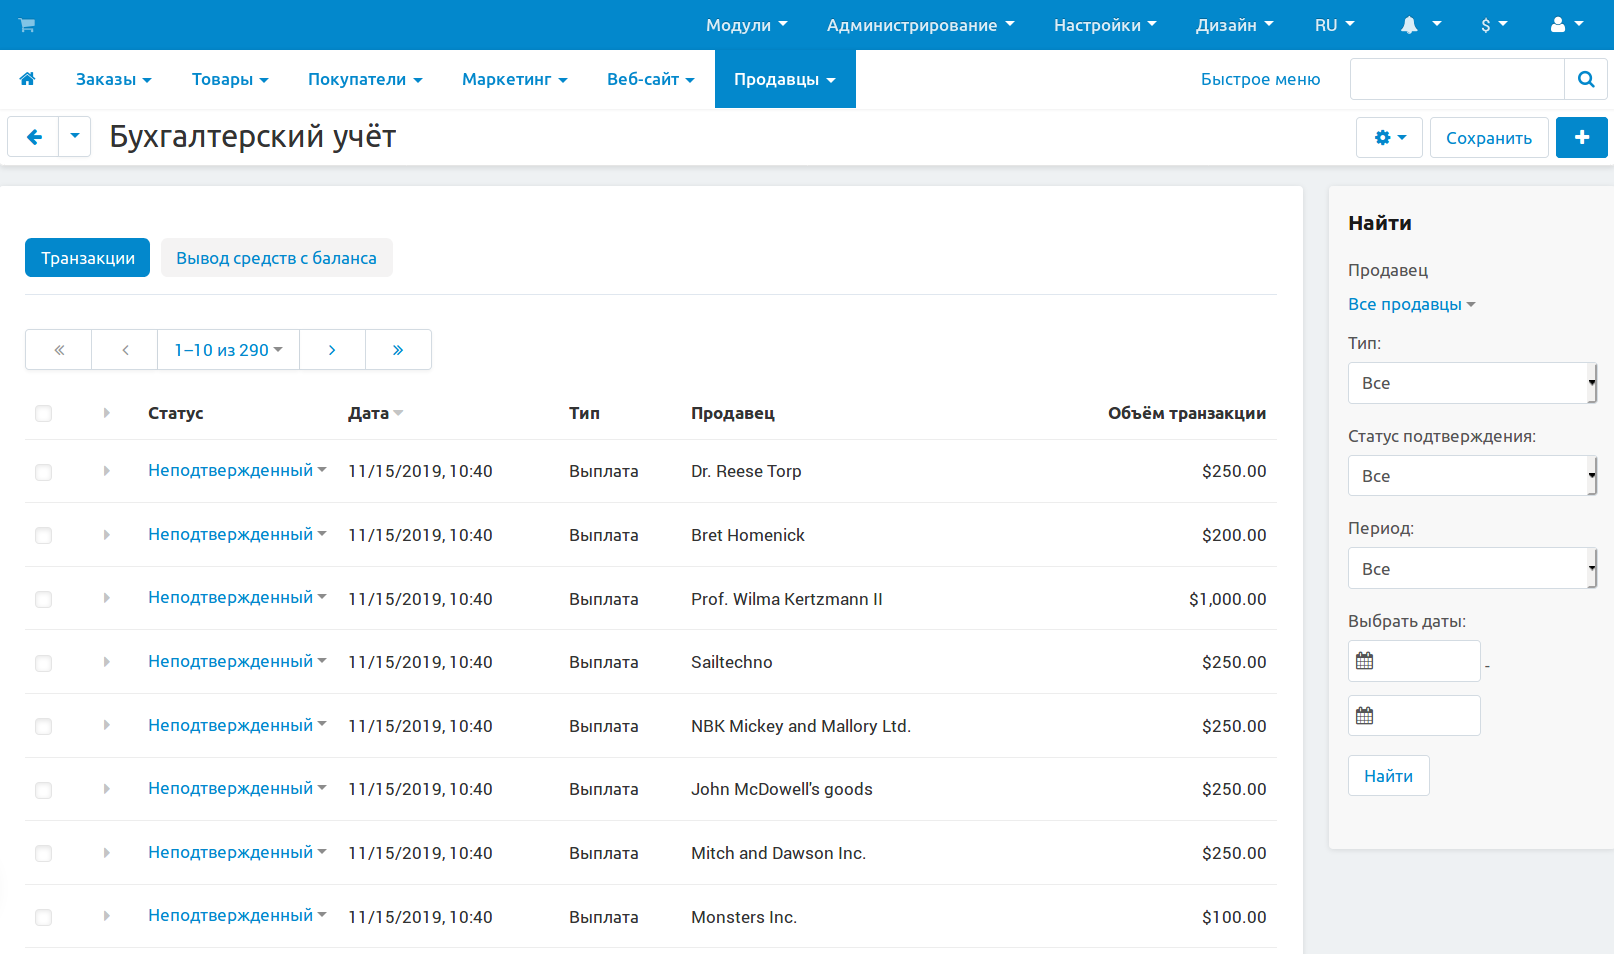 Модули Администрирование Настройки Дизайн RU $
Заказы Товары Покупатели Маркетинг Веб-сайт Продавцы Быстрое меню
Бухгалтерский учёт Сохранить
Транзакции Вывод средств с баланса
« ‹ 1–10 из 290 › »
Статус Дата Тип Продавец Объём транзакции
Неподтвержденный 11/15/2019, 10:40 Выплата Dr. Reese Torp $250.00
Неподтвержденный 11/15/2019, 10:40 Выплата Bret Homenick $200.00
Неподтвержденный 11/15/2019, 10:40 Выплата Prof. Wilma Kertzmann II $1,000.00
Неподтвержденный 11/15/2019, 10:40 Выплата Sailtechno $250.00
Неподтвержденный 11/15/2019, 10:40 Выплата NBK Mickey and Mallory Ltd. $250.00
Неподтвержденный 11/15/2019, 10:40 Выплата John McDowell's goods $250.00
Неподтвержденный 11/15/2019, 10:40 Выплата Mitch and Dawson Inc. $250.00
Неподтвержденный 11/15/2019, 10:40 Выплата Monsters Inc. $100.00
Найти
Продавец
Все продавцы
Тип:
Все
Статус подтверждения:
Все
Период:
Все
Выбрать даты:
-
Найти